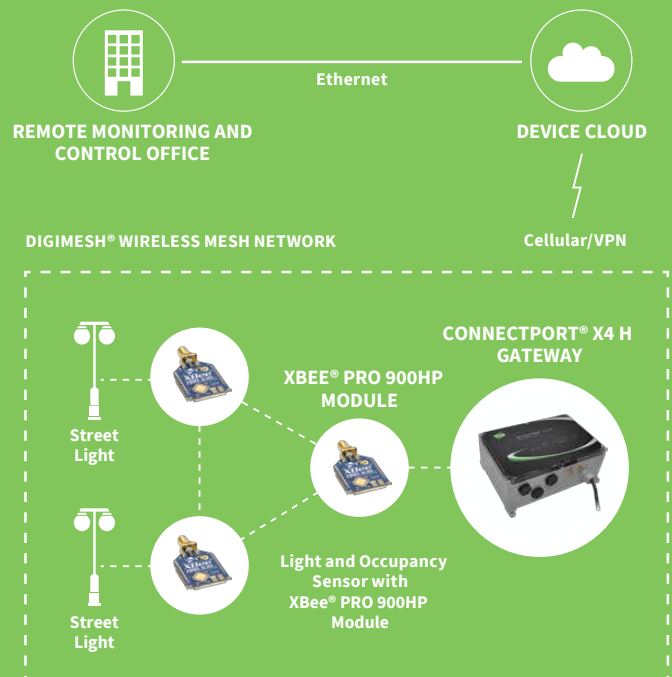 Ethernet
REMOTE MONITORING AND
CONTROL OFFICE
DEVICE CLOUD
DIGIMESH® WIRELESS MESH NETWORK
Cellular/VPN
CONNECTPORT® X4 H
GATEWAY
XBEE® PRO 900HP
MODULE
Street
Light
Light and Occupancy
Sensor with
XBee® PRO 900HP
Module
Street
Light